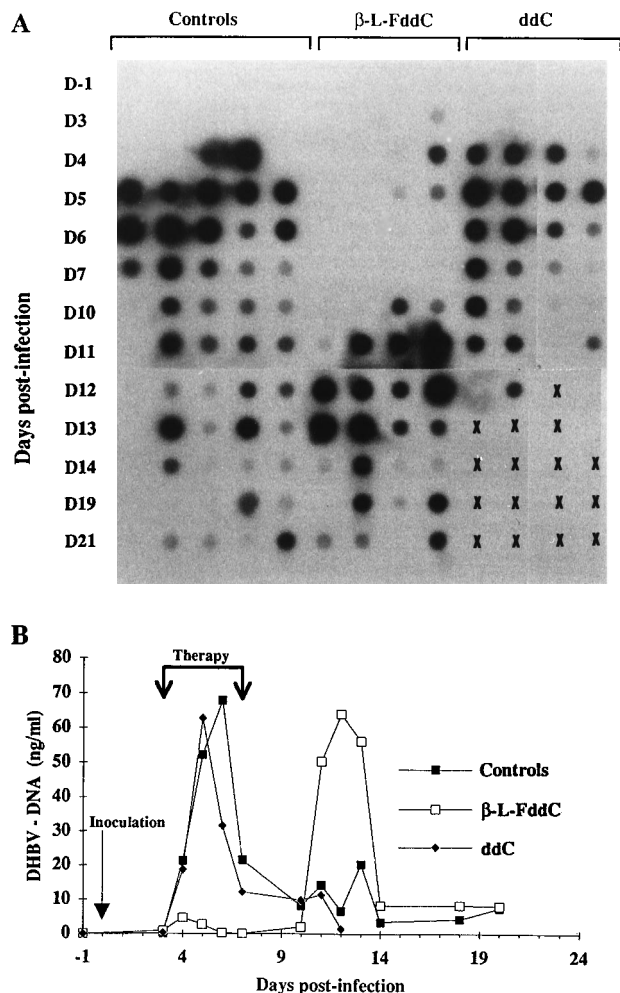 A
Controls β-L-FddC ddC
Days post-infection
D-1
D3
D4
D5
D6
D7
D10
D11
D12 X
D13 X X X
D14 X X X X
D19 X X X X
D21 X X X X
B
80
70
60
50
40
30
20
10
0
DHBV - DNA (ng/ml)
Therapy
Inoculation
Controls
β-L-FddC
ddC
-1 4 9 14 19 24
Days post-infection